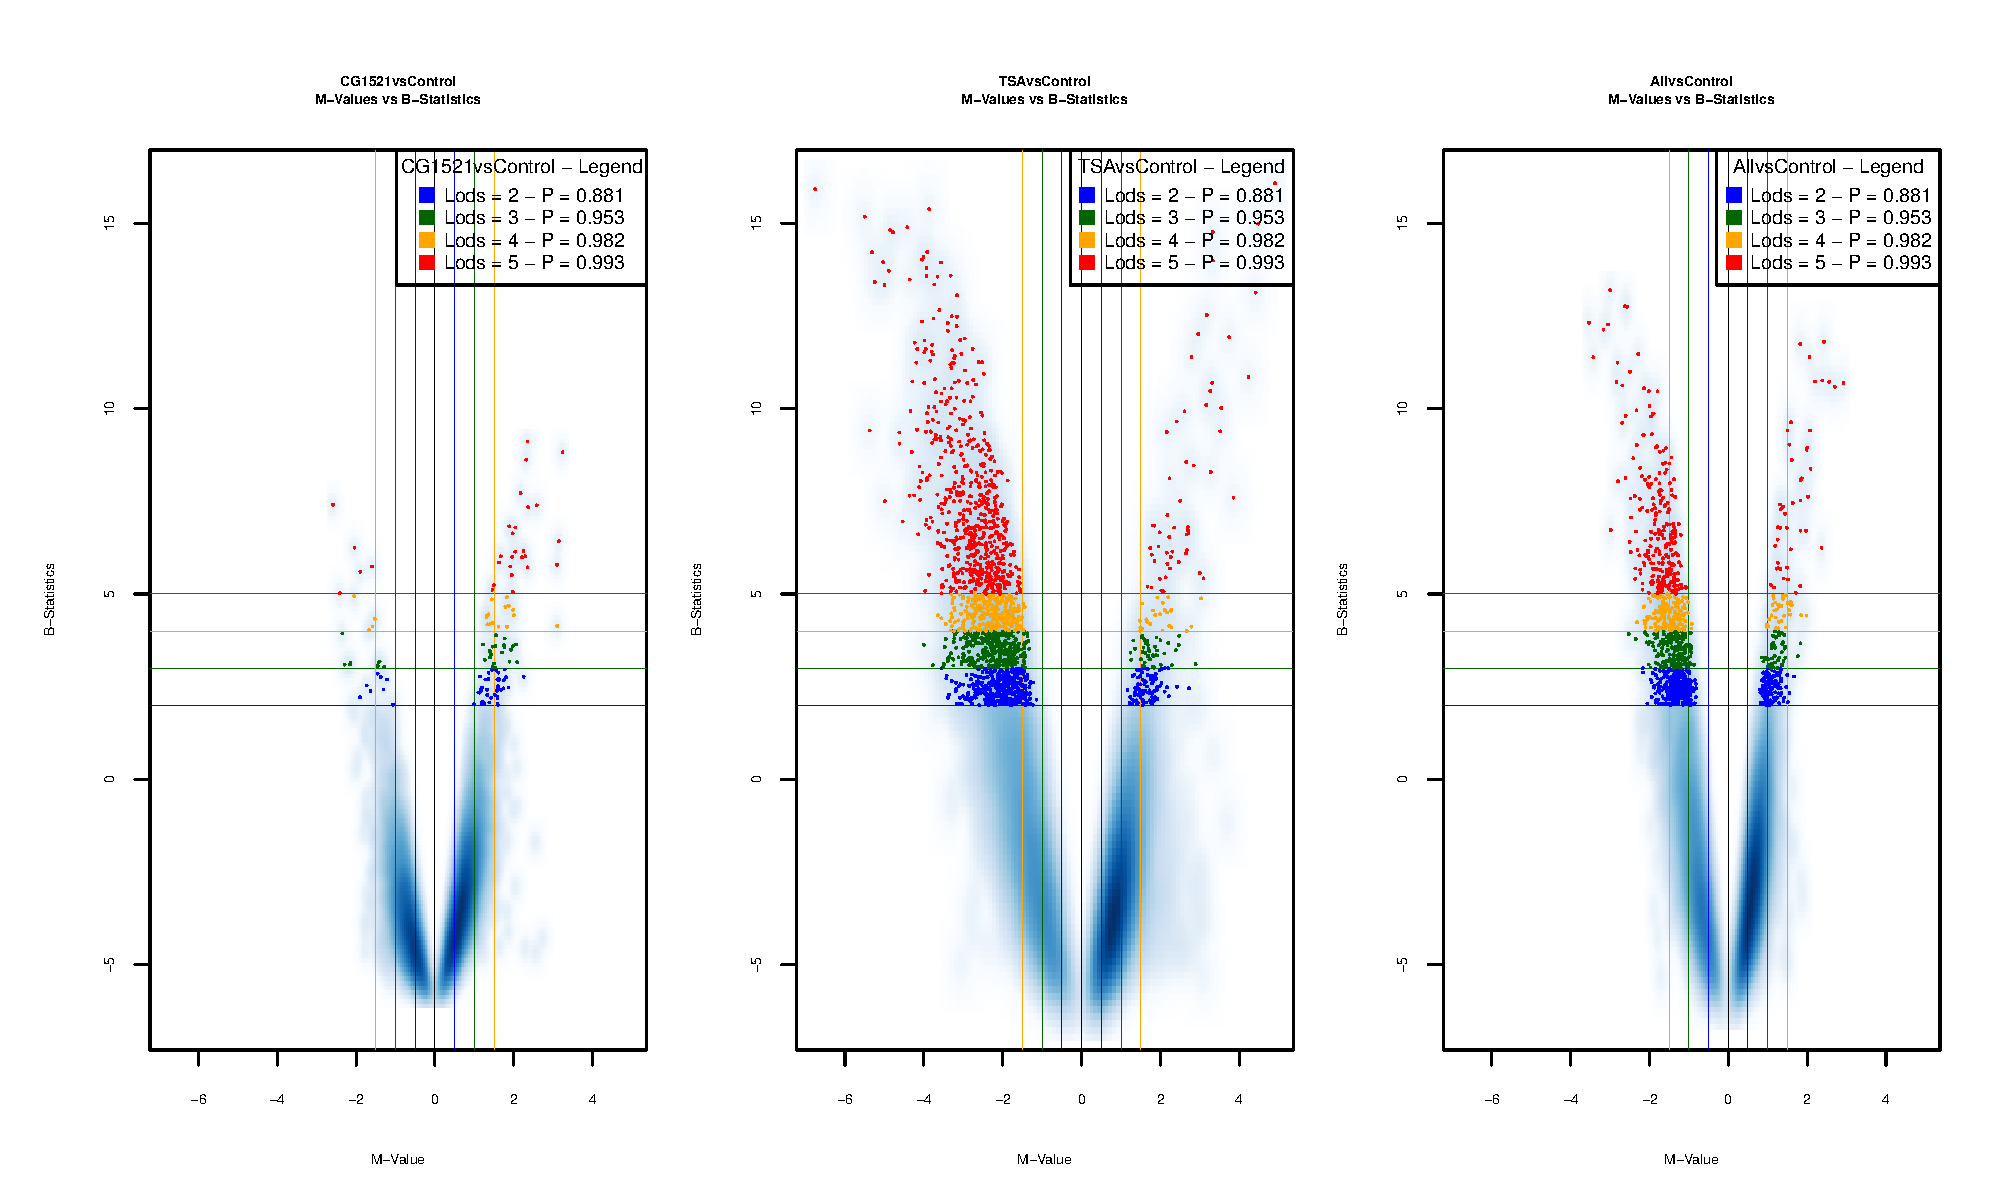 CG1521vsControl
M−Values vs B−Statistics
CG1521vsControl − Legend
Lods = 2 − P = 0.881
Lods = 3 − P = 0.953
Lods = 4 − P = 0.982
Lods = 5 − P = 0.993
B−Statistics
15
10
5
0
−5
−6 −4 −2 0 2 4
M−Value
TSAvsControl
M−Values vs B−Statistics
TSAvsControl − Legend
Lods = 2 − P = 0.881
Lods = 3 − P = 0.953
Lods = 4 − P = 0.982
Lods = 5 − P = 0.993
B−Statistics
15
10
5
0
−5
−6 −4 −2 0 2 4
M−Value
AllvsControl
M−Values vs B−Statistics
AllvsControl − Legend
Lods = 2 − P = 0.881
Lods = 3 − P = 0.953
Lods = 4 − P = 0.982
Lods = 5 − P = 0.993
B−Statistics
15
10
5
0
−5
−6 −4 −2 0 2 4
M−Value